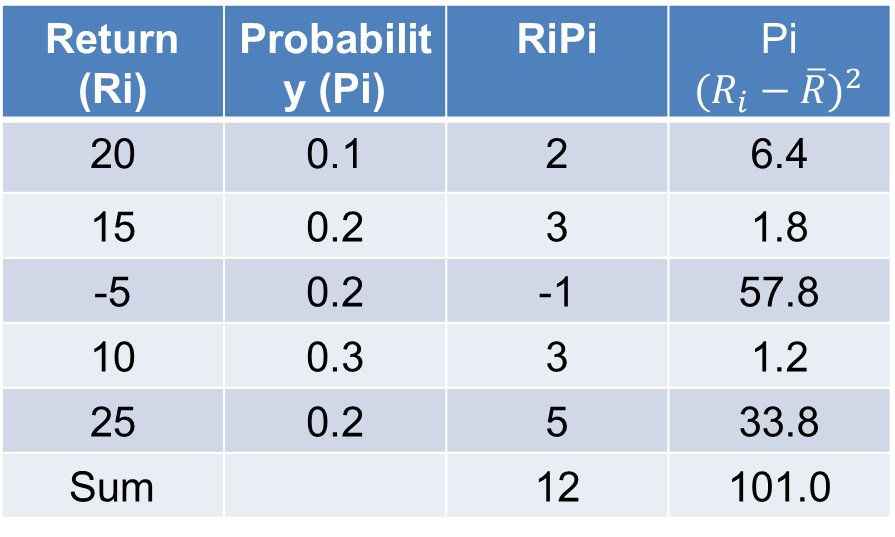 Return (Ri) Probability (Pi) RiPi Pi (R_i − R̄)²
20 0.1 2 6.4
15 0.2 3 1.8
-5 0.2 -1 57.8
10 0.3 3 1.2
25 0.2 5 33.8
Sum 12 101.0